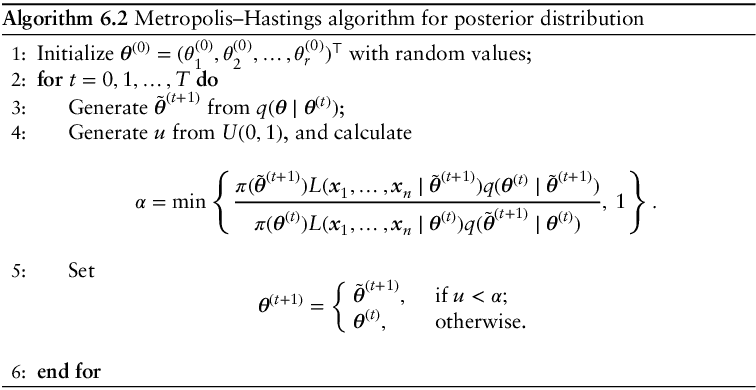 Algorithm 6.2 Metropolis–Hastings algorithm for posterior distribution
1: Initialize θ^(0) = (θ_1^(0), θ_2^(0), …, θ_r^(0))^⊤ with random values;
2: for t = 0, 1, …, T do
3: Generate θ̃^(t+1) from q(θ | θ^(t));
4: Generate u from U(0, 1), and calculate
α = min { π(θ̃^(t+1))L(x_1, …, x_n | θ̃^(t+1))q(θ^(t) | θ̃^(t+1)) / π(θ^(t))L(x_1, …, x_n | θ^(t))q(θ̃^(t+1) | θ^(t)) , 1 } .
5: Set
θ^(t+1) = { θ̃^(t+1), if u < α;
θ^(t), otherwise.
6: end for